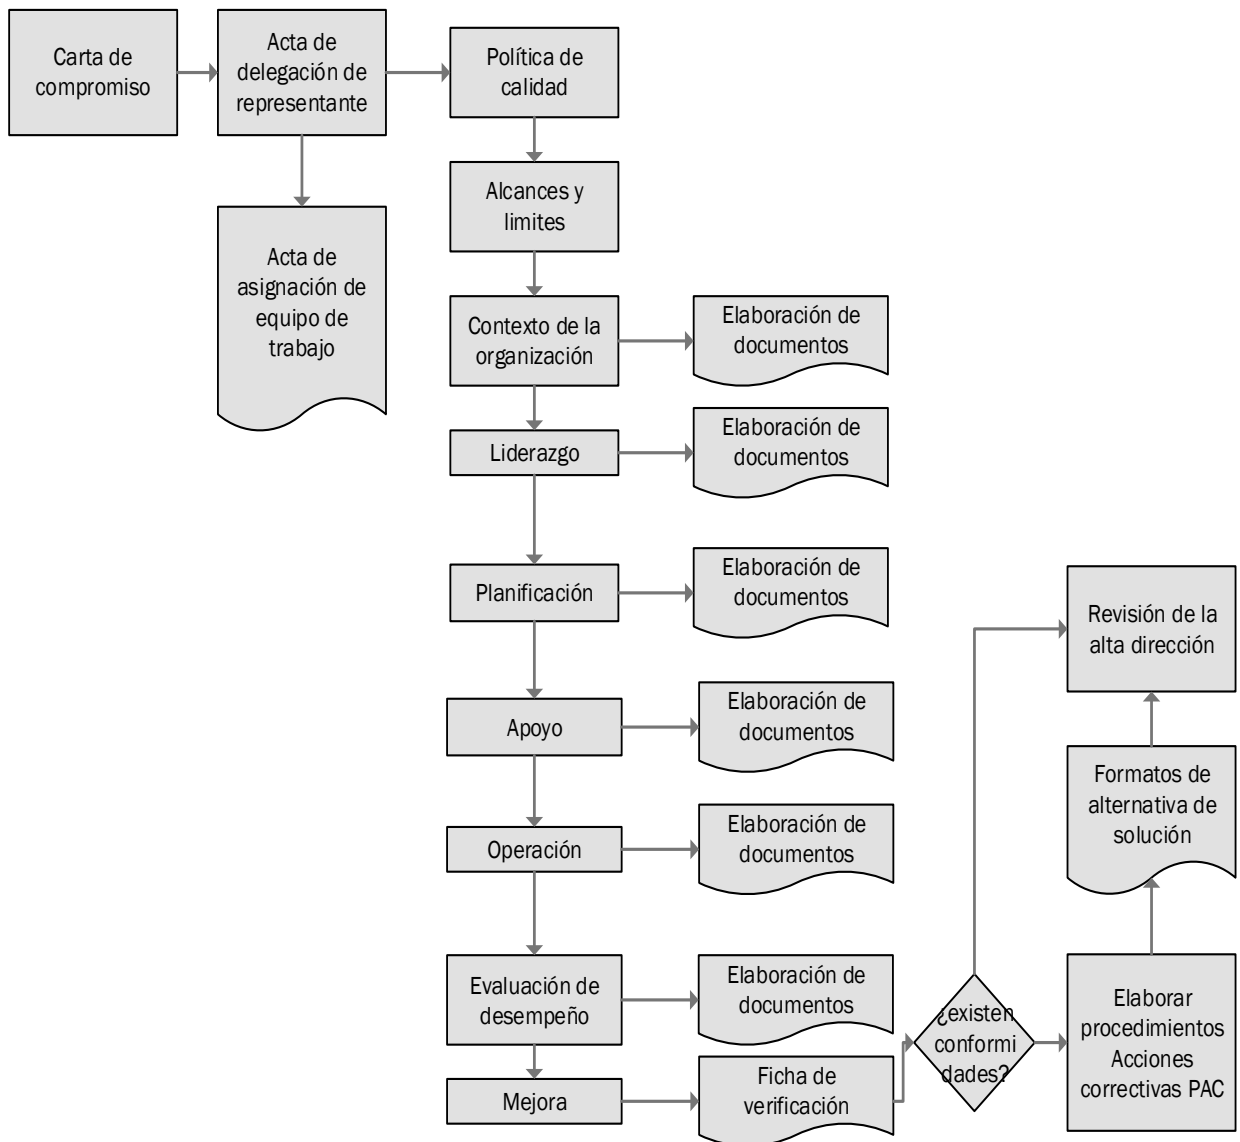 Carta de
compromiso
Acta de
delegación de
representante
Política de
calidad
Alcances y
limites
Acta de
asignación de
equipo de
trabajo
Contexto de la
organización
Elaboración de
documentos
Liderazgo
Elaboración de
documentos
Planificación
Elaboración de
documentos
Revisión de la
alta dirección
Apoyo
Elaboración de
documentos
Formatos de
alternativa de
solución
Operación
Elaboración de
documentos
Evaluación de
desempeño
Elaboración de
documentos
¿existen
conformi
dades?
Elaborar
procedimientos
Acciones
correctivas PAC
Mejora
Ficha de
verificación